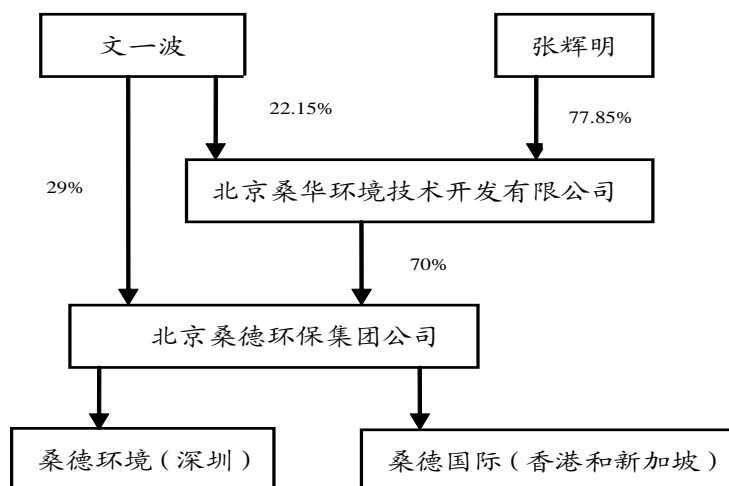 文一波
张辉明
22.15%
77.85%
29%
北京桑华环境技术开发有限公司
70%
北京桑德环保集团公司
桑德环境(深圳)
桑德国际(香港和新加坡)